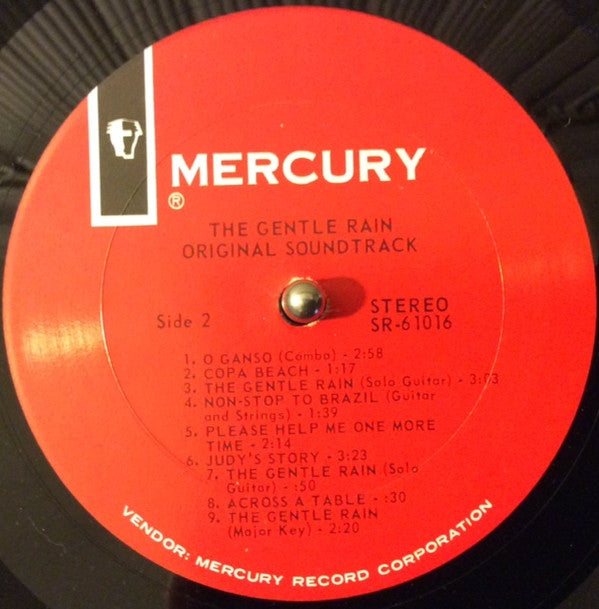 MERCURY
®
THE GENTLE RAIN
ORIGINAL SOUNDTRACK
Side 2
STEREO
SR-61016
1. O GANSO (Combo) - 2:58
2. COPA BEACH - 1:17
3. THE GENTLE RAIN (Solo Guitar) - 3:03
4. NON-STOP TO BRAZIL (Guitar
and Strings) - 1:39
5. PLEASE HELP ME ONE MORE
TIME - 2:14
6. JUDY'S STORY - 3:23
7. THE GENTLE RAIN (Solo
Guitar) - :50
8. ACROSS A TABLE - :30
9. THE GENTLE RAIN
(Major Key) - 2:20
VENDOR: MERCURY RECORD CORPORATION